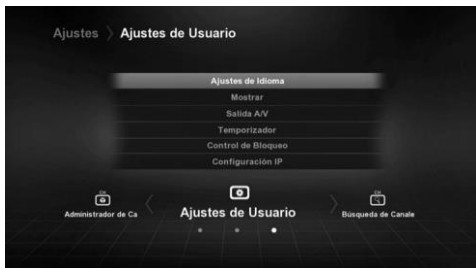 Ajustes 〉 Ajustes de Usuario
Ajustes de Idioma
Mostrar
Salida A/V
Temporizador
Control de Bloqueo
Configuración IP
Administrador de Ca
Ajustes de Usuario
Búsqueda de Canale